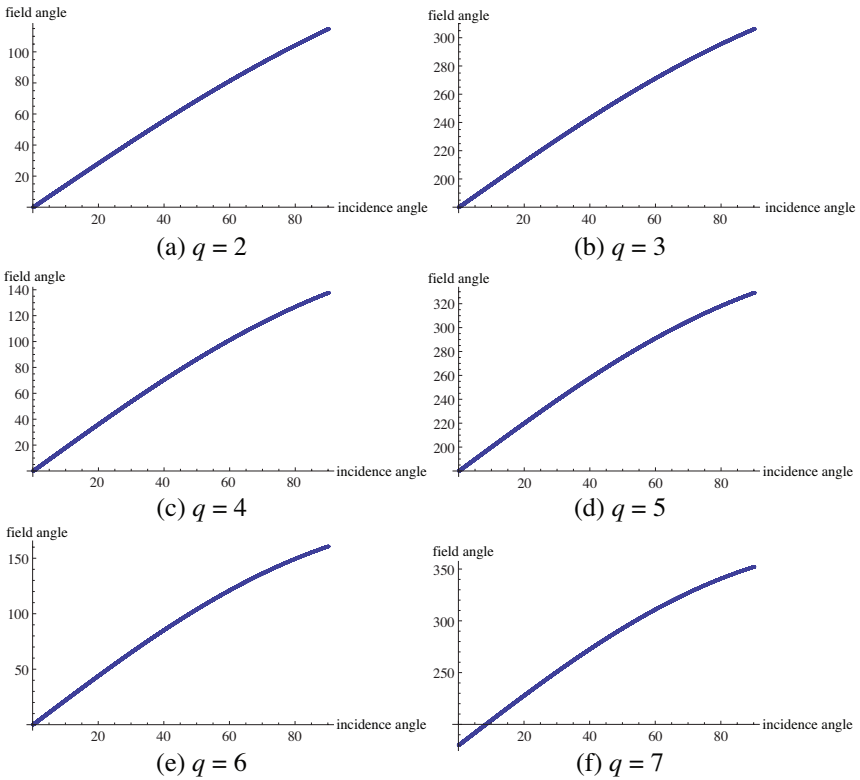 field angle
100
80
60
40
20
20 40 60 80 incidence angle
(a) q = 2
field angle
300
280
260
240
220
200
20 40 60 80 incidence angle
(b) q = 3
field angle
140
120
100
80
60
40
20
20 40 60 80 incidence angle
(c) q = 4
field angle
320
300
280
260
240
220
200
20 40 60 80 incidence angle
(d) q = 5
field angle
150
100
50
20 40 60 80 incidence angle
(e) q = 6
field angle
350
300
250
20 40 60 80 incidence angle
(f) q = 7